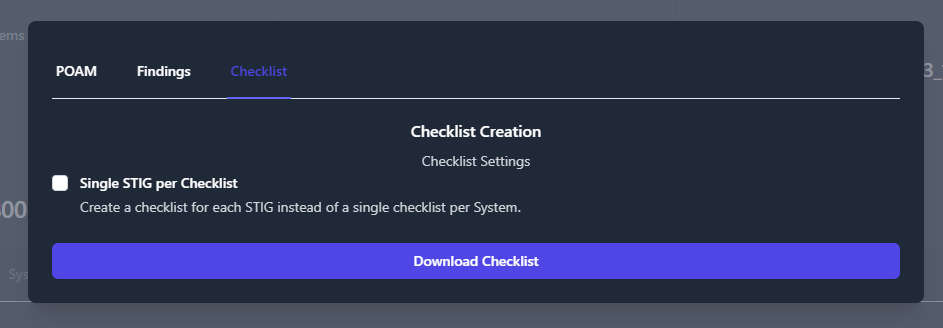 ems
POAM Findings Checklist
3_
Checklist Creation
Checklist Settings
Single STIG per Checklist
Create a checklist for each STIG instead of a single checklist per System.
00
Download Checklist
Sys